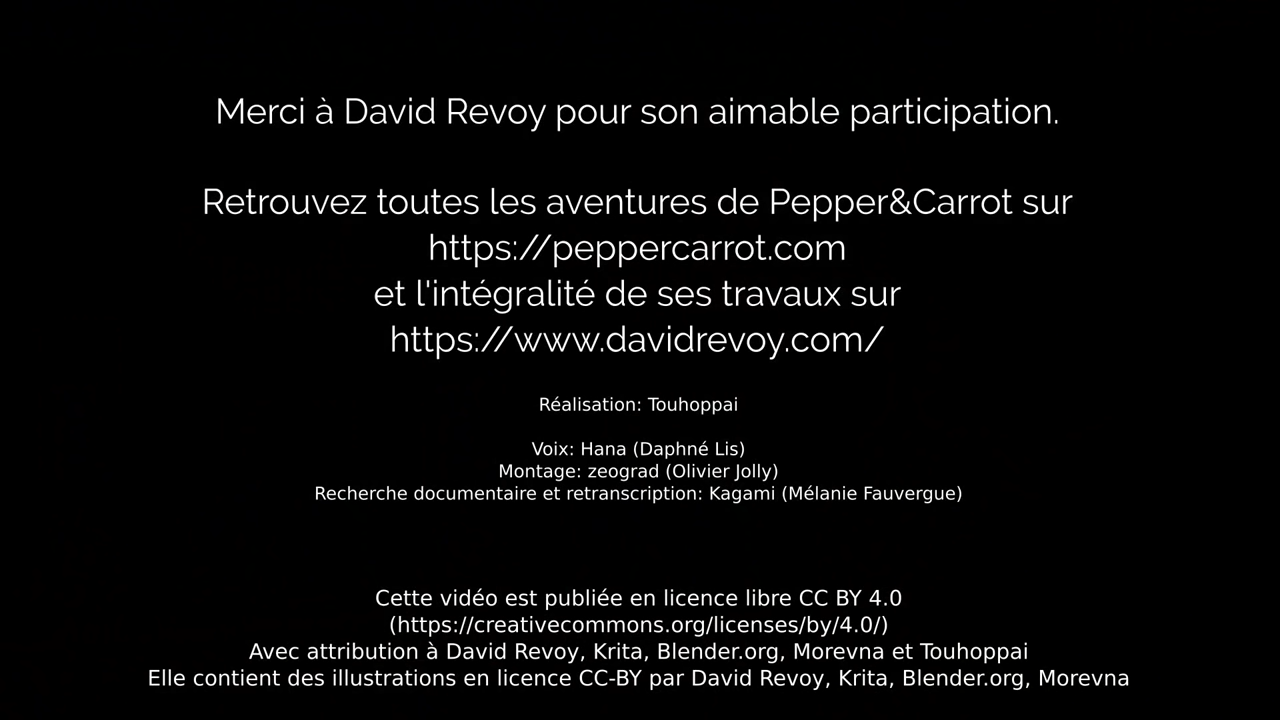 Merci à David Revoy pour son aimable participation.
Retrouvez toutes les aventures de Pepper&Carrot sur
https://peppercarrot.com
et l'intégralité de ses travaux sur
https://www.davidrevoy.com/
Réalisation: Touhoppai
Voix: Hana (Daphné Lis)
Montage: zeograd (Olivier Jolly)
Recherche documentaire et retranscription: Kagami (Mélanie Fauvergue)
Cette vidéo est publiée en licence libre CC BY 4.0
(https://creativecommons.org/licenses/by/4.0/)
Avec attribution à David Revoy, Krita, Blender.org, Morevna et Touhoppai
Elle contient des illustrations en licence CC-BY par David Revoy, Krita, Blender.org, Morevna